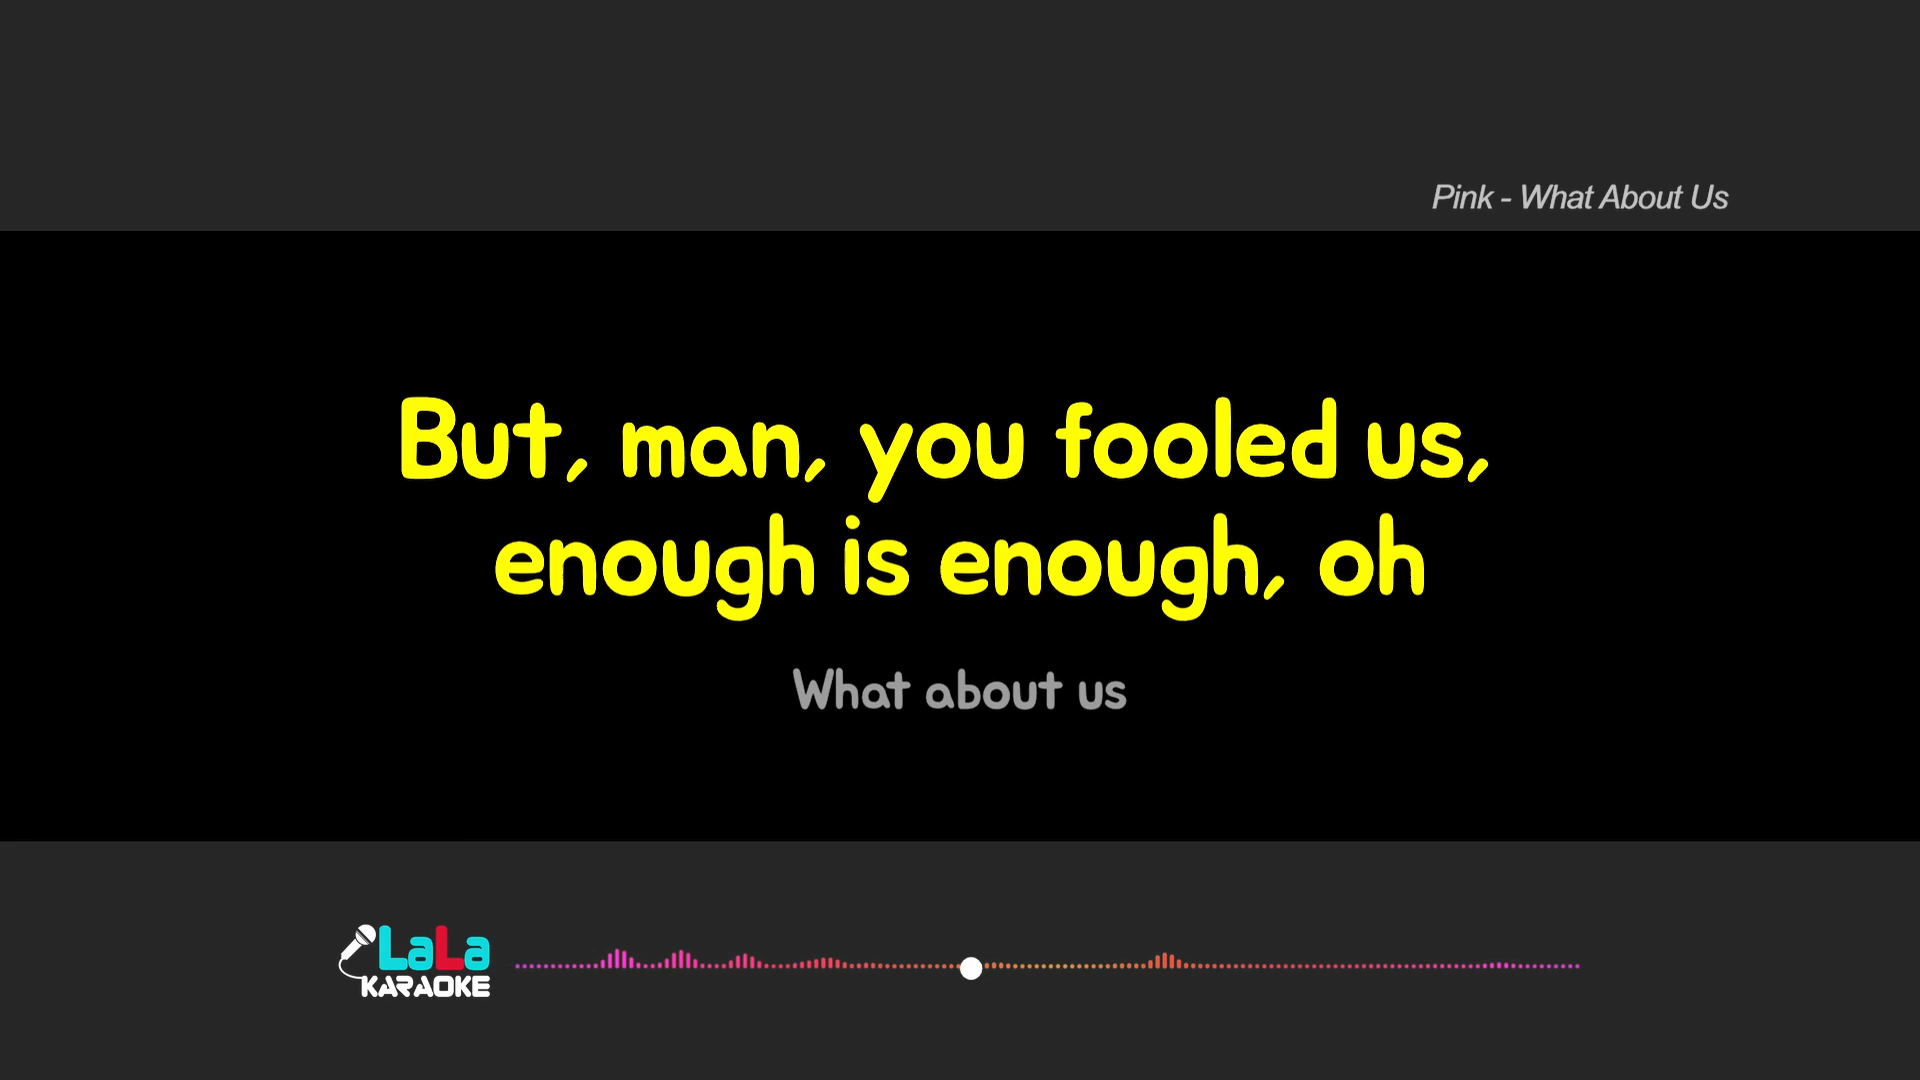 Pink - What About Us
But, man, you fooled us,
enough is enough, oh
What about us
LaLa
KARAOKE